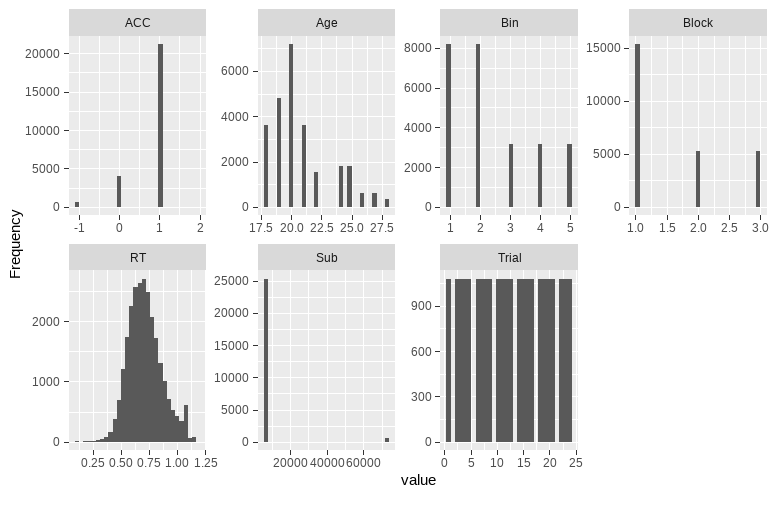 ACC Age Bin Block
20000 15000 10000 5000 0
6000 4000 2000 0
8000 6000 4000 2000 0
15000 10000 5000 0
-1 0 1 2
17.5 20.0 22.5 25.0 27.5
1 2 3 4 5
1.0 1.5 2.0 2.5 3.0
Frequency
RT Sub Trial
2000 1000 0
25000 20000 15000 10000 5000 0
900 600 300 0
0.25 0.50 0.75 1.00 1.25
20000 40000 60000
0 5 10 15 20 25
value